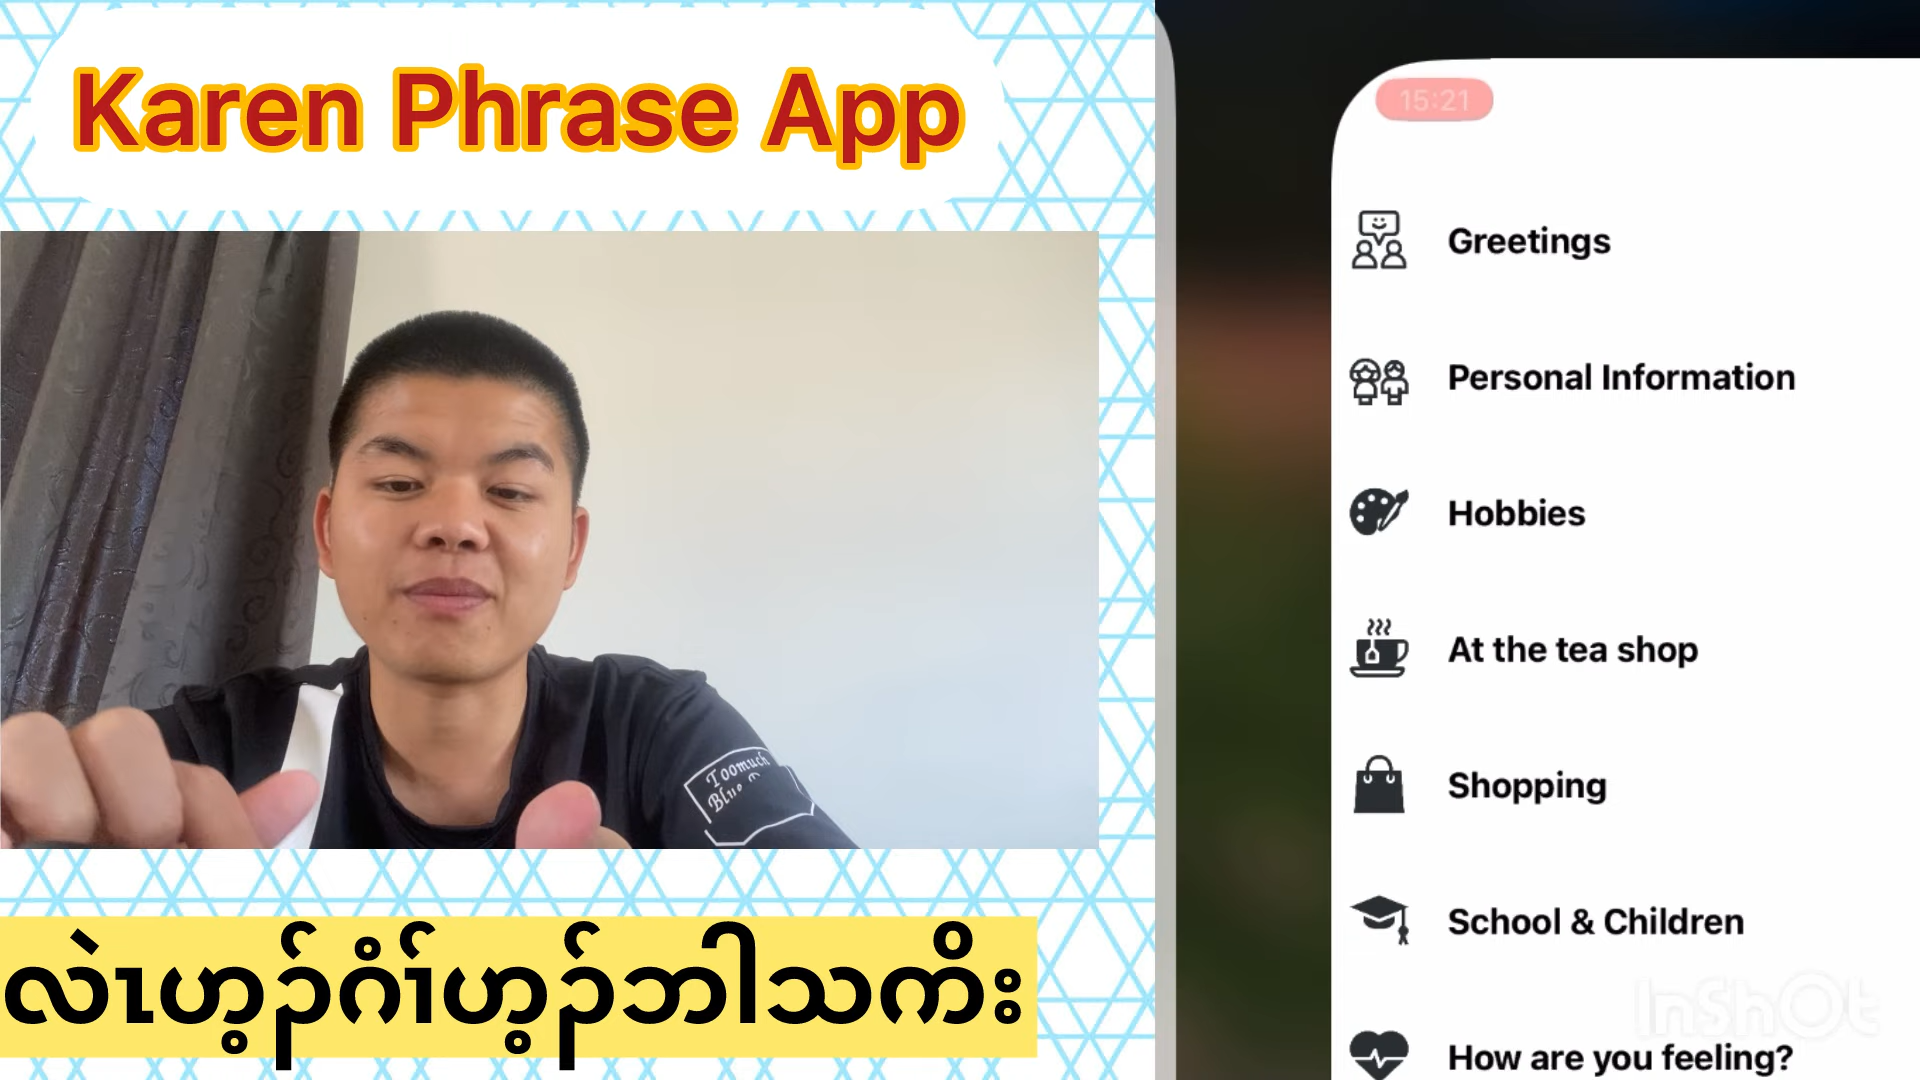 Karen Phrase App
15:21
Greetings
Personal Information
Hobbies
At the tea shop
Shopping
School & Children
How are you feeling?
Toomuch
လဲၤဟ့ၣ်ဂံၢ်ဟ့ၣ်ဘါသကိး
InShOt